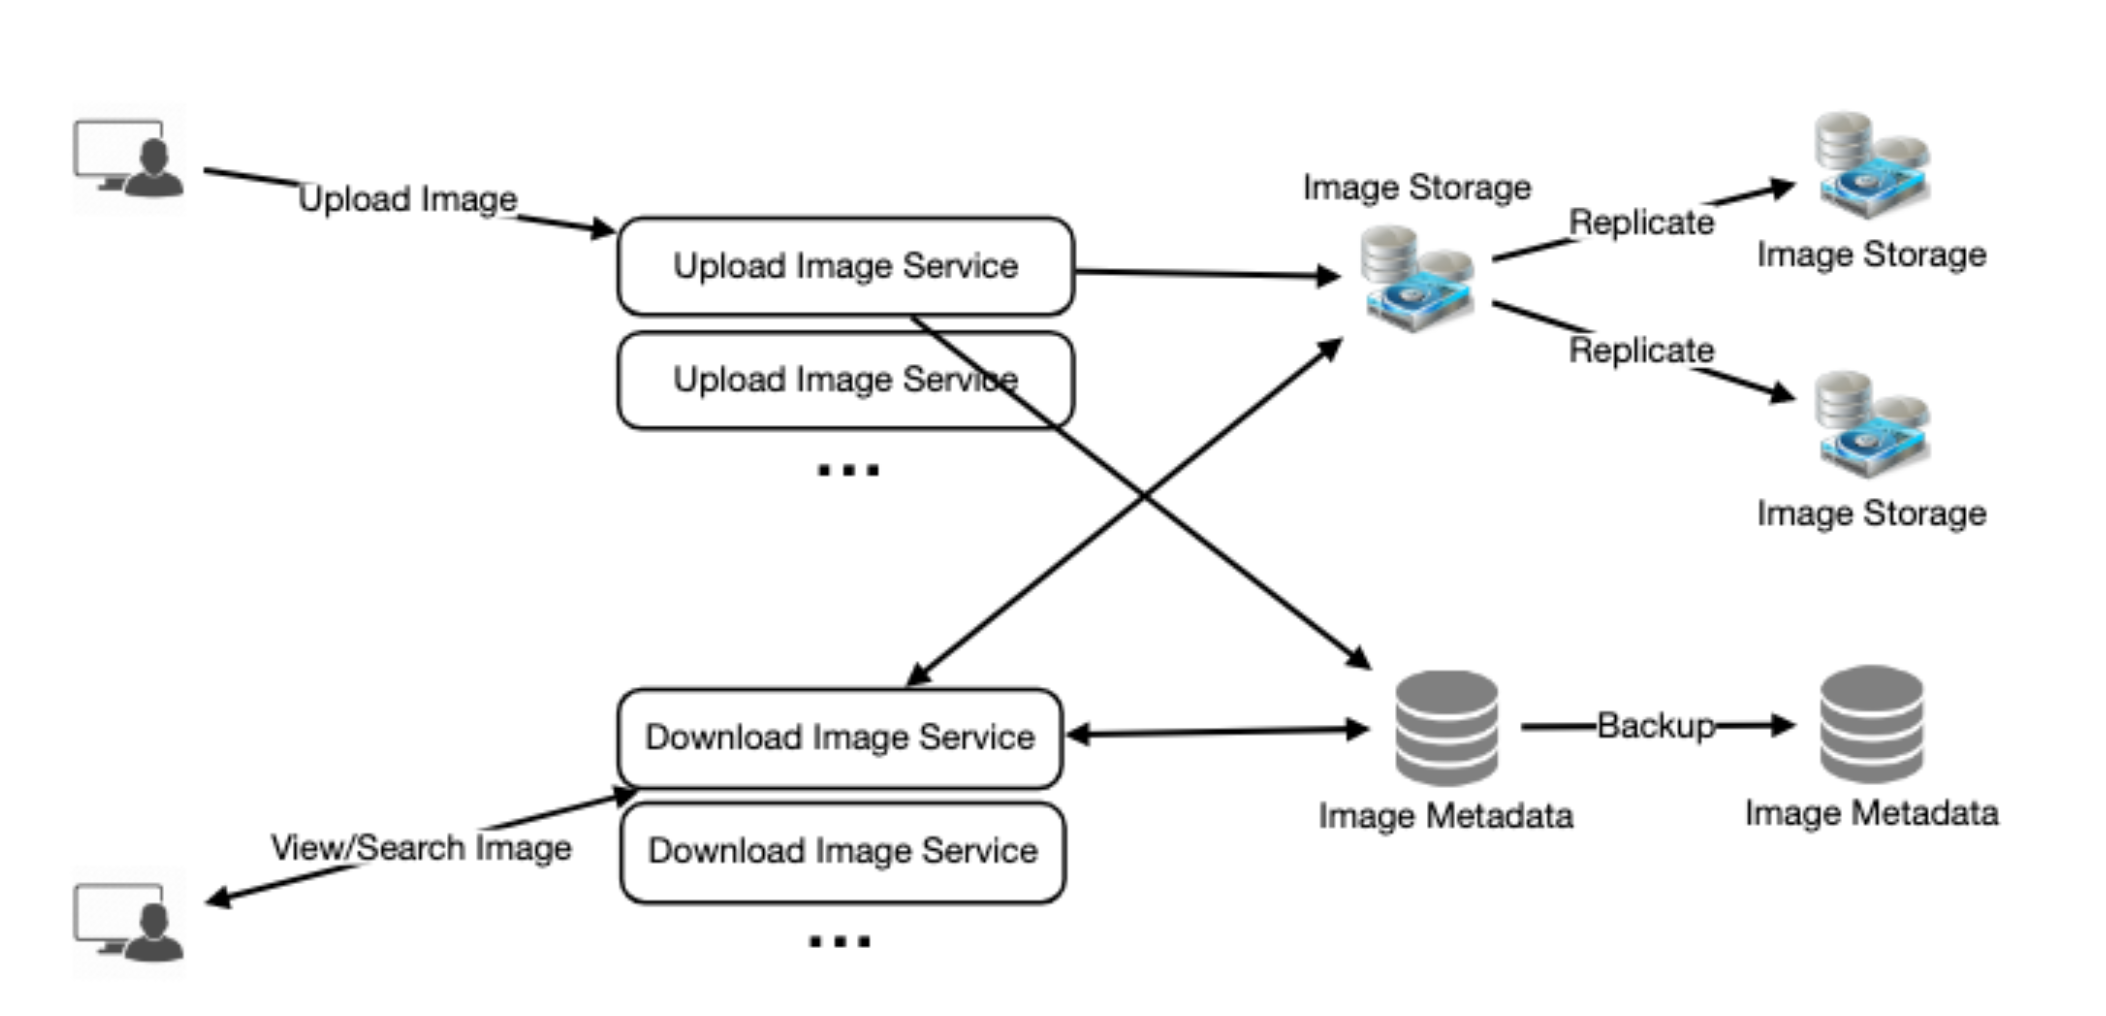 Upload Image
Upload Image Service
Upload Image Service
...
Image Storage
Replicate
Image Storage
Replicate
Image Storage
View/Search Image
Download Image Service
Download Image Service
...
Image Metadata
Backup
Image Metadata